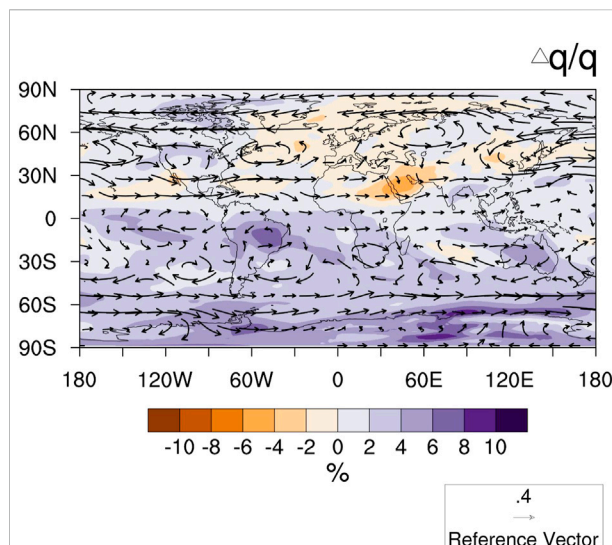 △q/q
90N
60N
30N
0
30S
60S
90S
180 120W 60W 0 60E 120E 180
-10 -8 -6 -4 -2 0 2 4 6 8 10
%
.4
Reference Vector